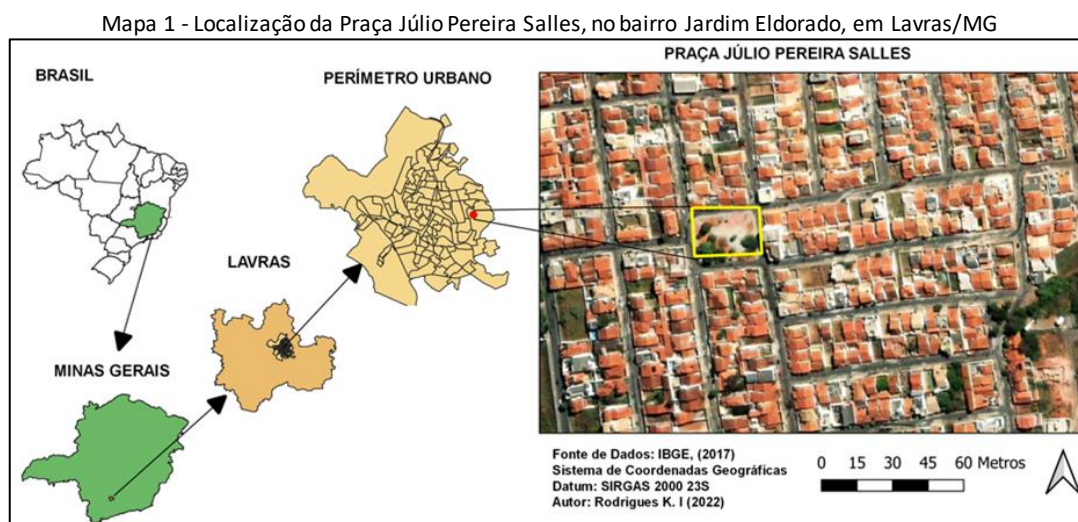 Mapa 1 - Localização da Praça Júlio Pereira Salles, no bairro Jardim Eldorado, em Lavras/MG
BRASIL
PERÍMETRO URBANO
PRAÇA JÚLIO PEREIRA SALLES
LAVRAS
MINAS GERAIS
Fonte de Dados: IBGE, (2017)
Sistema de Coordenadas Geográficas
Datum: SIRGAS 2000 23S
Autor: Rodrigues K. I (2022)
0 15 30 45 60 Metros